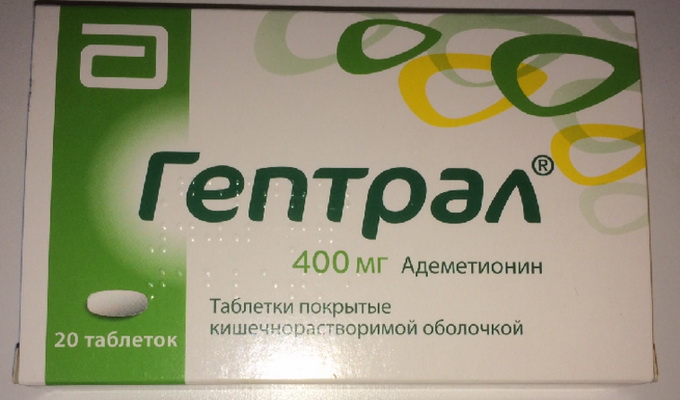 Гептрал®
400 мг Адеметионин
Таблетки покрытые
кишечнорастворимой оболочкой
20 таблеток